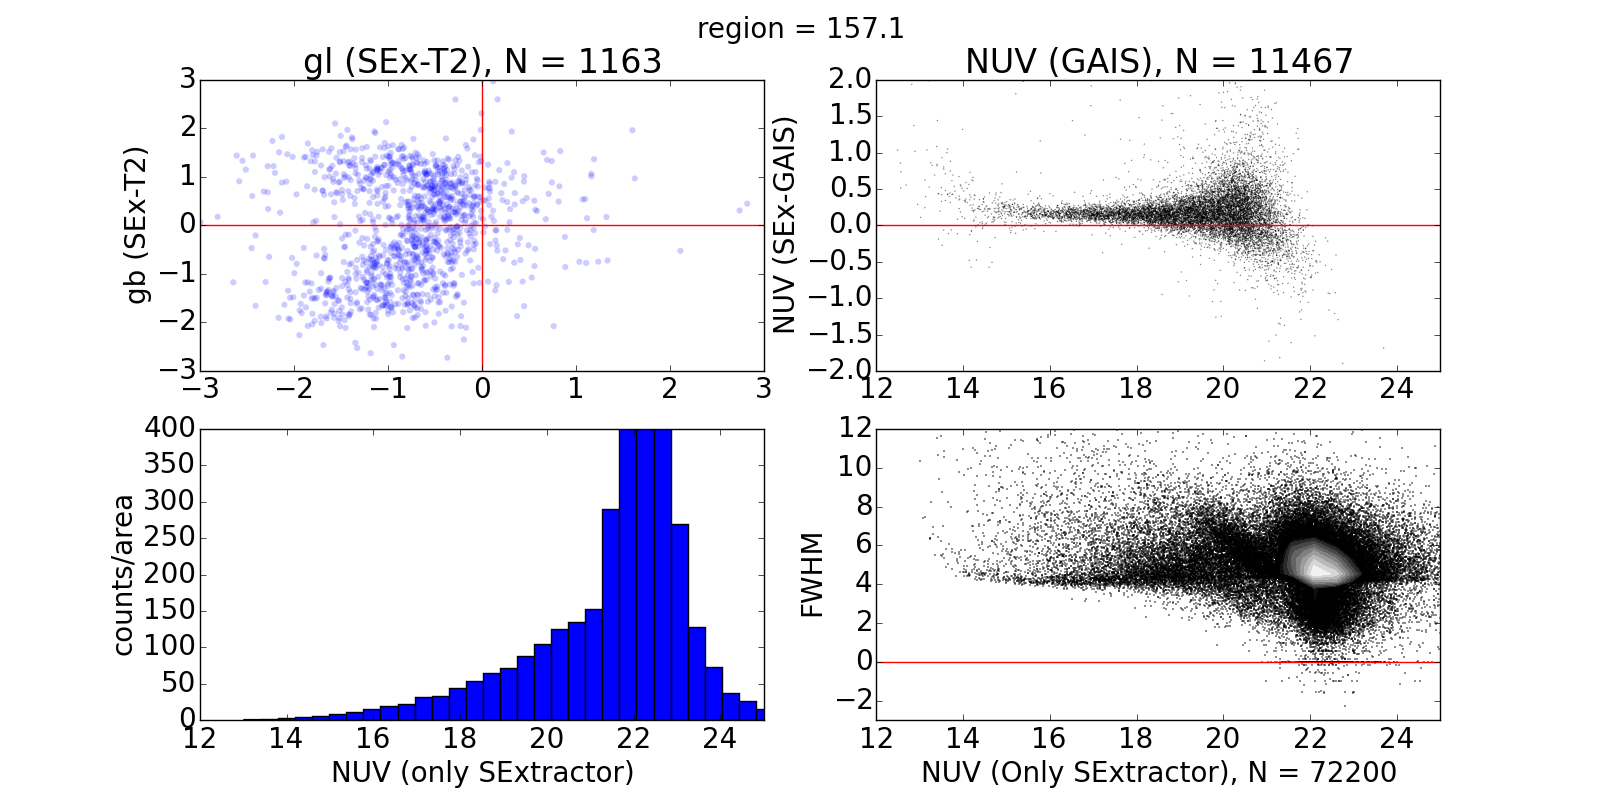 region = 157.1
gl (SEx-T2), N = 1163
NUV (GAIS), N = 11467
gb (SEx-T2)
3
2
1
0
−1
−2
−3
−3 −2 −1 0 1 2 3
NUV (SEx-GAIS)
2.0
1.5
1.0
0.5
0.0
−0.5
−1.0
−1.5
−2.0
12 14 16 18 20 22 24
counts/area
400
350
300
250
200
150
100
50
0
12 14 16 18 20 22 24
NUV (only SExtractor)
FWHM
12
10
8
6
4
2
0
−2
12 14 16 18 20 22 24
NUV (Only SExtractor), N = 72200